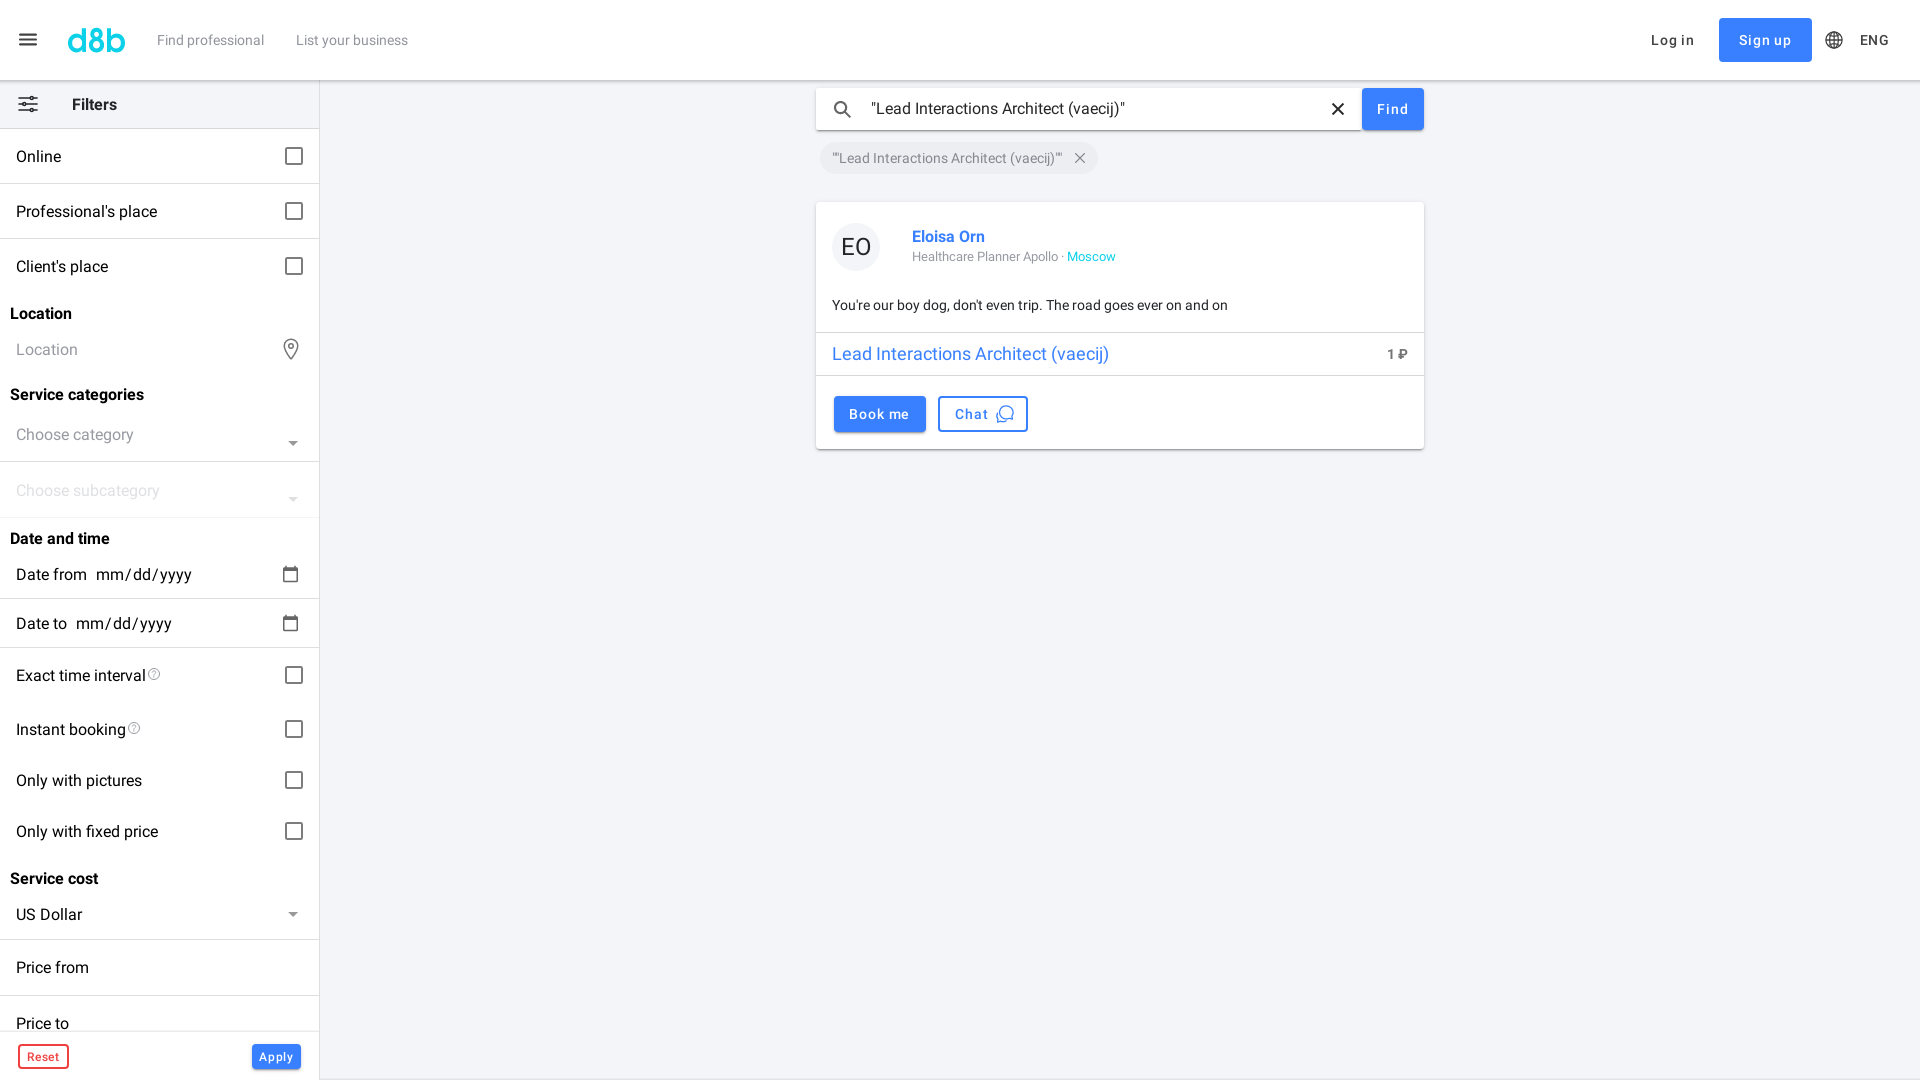 d8b
Find professional
List your business
Log in
Sign up
ENG
Filters
Online
Professional's place
Client's place
Location
Location
Service categories
Choose category
Choose subcategory
Date and time
Date from mm/dd/yyyy
Date to mm/dd/yyyy
Exact time interval
Instant booking
Only with pictures
Only with fixed price
Service cost
US Dollar
Price from
Price to
Reset
Apply
"Lead Interactions Architect (vaecij)"
Find
""Lead Interactions Architect (vaecij)""
EO
Eloisa Orn
Healthcare Planner Apollo · Moscow
You're our boy dog, don't even trip. The road goes ever on and on
Lead Interactions Architect (vaecij)
1 ₽
Book me
Chat